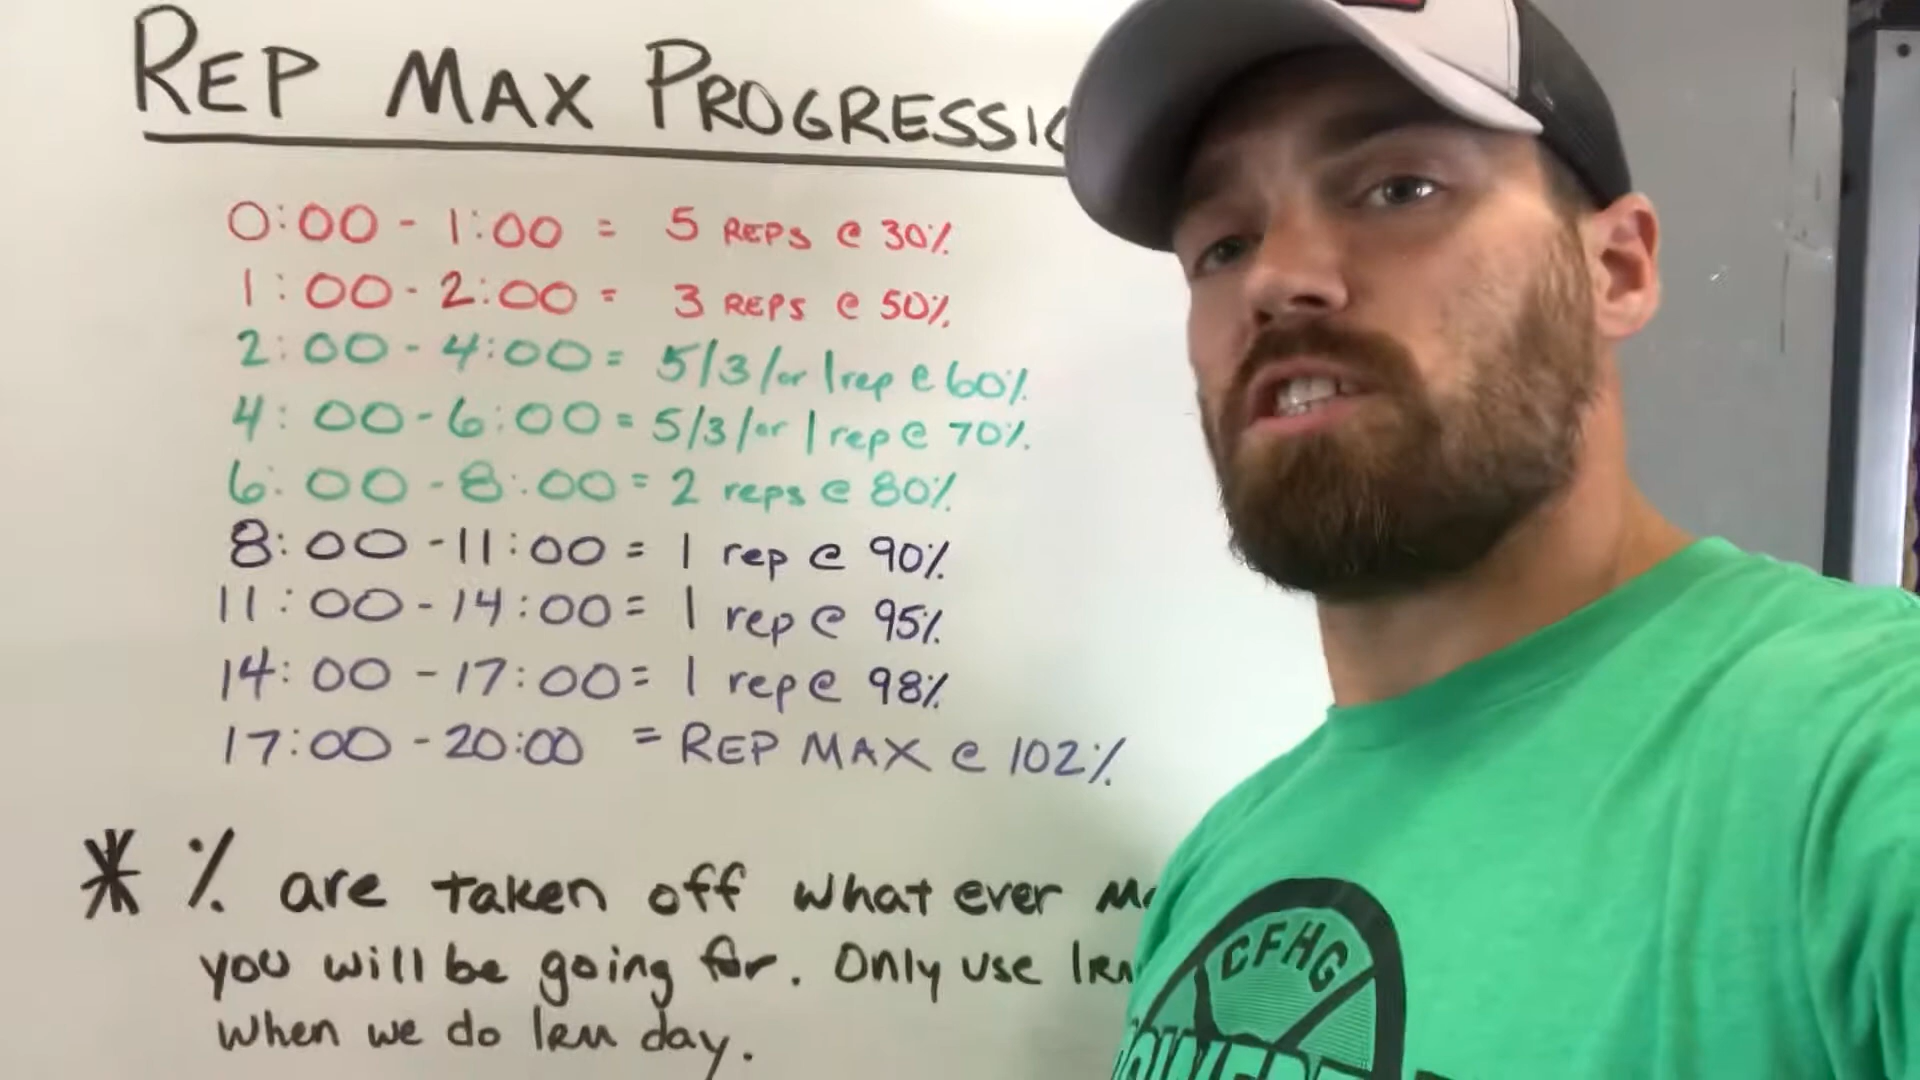 REP MAX PROGRESSIO
0:00 - 1:00 = 5 REPS @ 30%
1:00 - 2:00 = 3 REPS @ 50%
2:00 - 4:00 = 5/3/or 1 rep @ 60%
4:00 - 6:00 = 5/3/or 1 rep @ 70%
6:00 - 8:00 = 2 reps @ 80%
8:00 - 11:00 = 1 rep @ 90%
11:00 - 14:00 = 1 rep @ 95%
14:00 - 17:00 = 1 rep @ 98%
17:00 - 20:00 = REP MAX @ 102%
* % are taken off what ever
you will be going for. Only use 1rm
when we do 1rm day.
CFHG